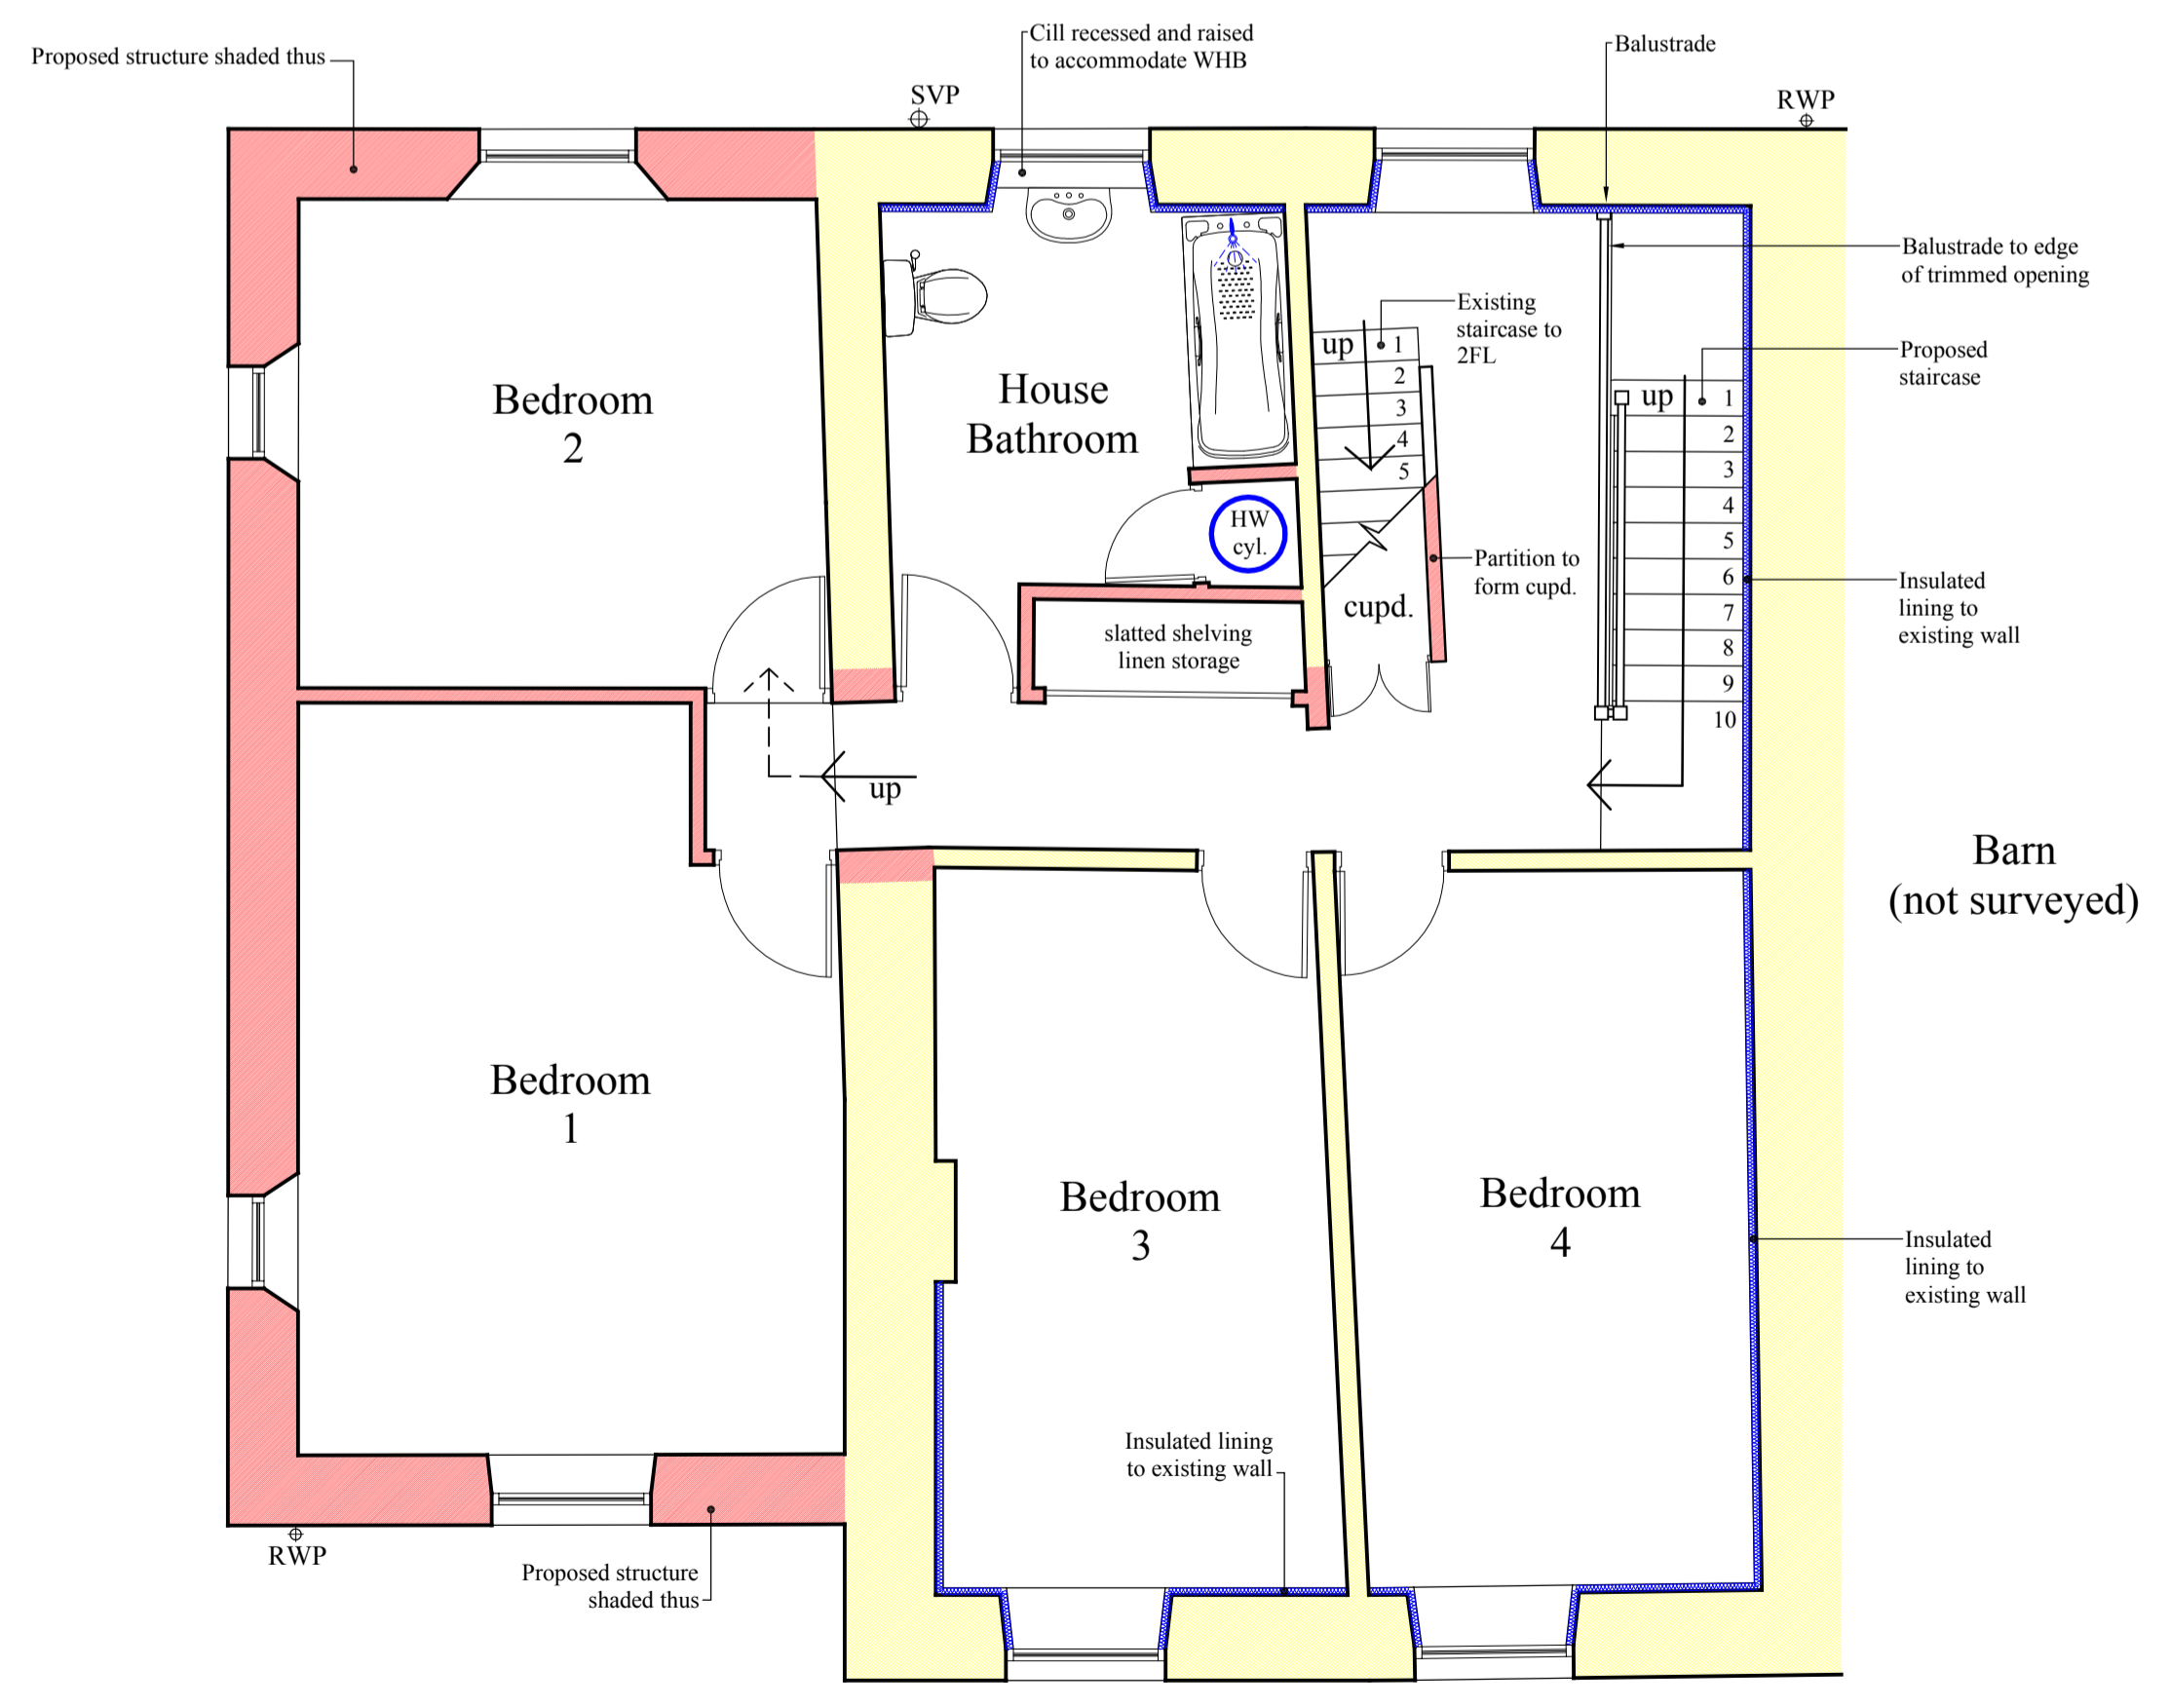 Cill recessed and raised
to accommodate WHB
Balustrade
Proposed structure shaded thus
SVP
RWP
Balustrade to edge
of trimmed opening
Existing
staircase to
2FL
up
1
2
3
4
5
Proposed
staircase
up
1
2
3
4
5
6
7
8
9
10
Bedroom
2
House
Bathroom
HW
cyl.
Partition to
form cupd.
cupd.
Insulated
lining to
existing wall
slatted shelving
linen storage
up
Barn
(not surveyed)
Bedroom
1
Bedroom
3
Bedroom
4
Insulated
lining to
existing wall
Insulated lining
to existing wall
RWP
Proposed structure
shaded thus